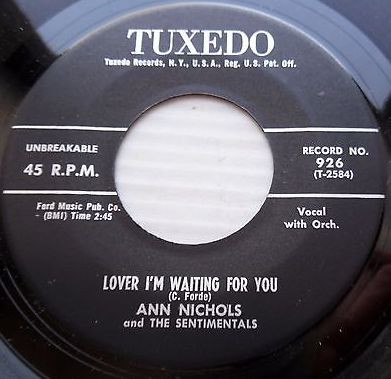 TUXEDO
Tuxedo Records, N.Y., U.S.A., Reg. U.S. Pat. Off.
UNBREAKABLE
45 R.P.M.
RECORD NO.
926
(T-2584)
Ford Music Pub. Co.
(BMI) Time 2:45
Vocal
with Orch.
LOVER I'M WAITING FOR YOU
(C. Forde)
ANN NICHOLS
and THE SENTIMENTALS